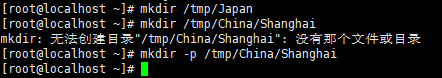 [root@localhost ~]# mkdir /tmp/Japan
[root@localhost ~]# mkdir /tmp/China/Shanghai
mkdir: 无法创建目录"/tmp/China/Shanghai": 没有那个文件或目录
[root@localhost ~]# mkdir -p /tmp/China/Shanghai
[root@localhost ~]#